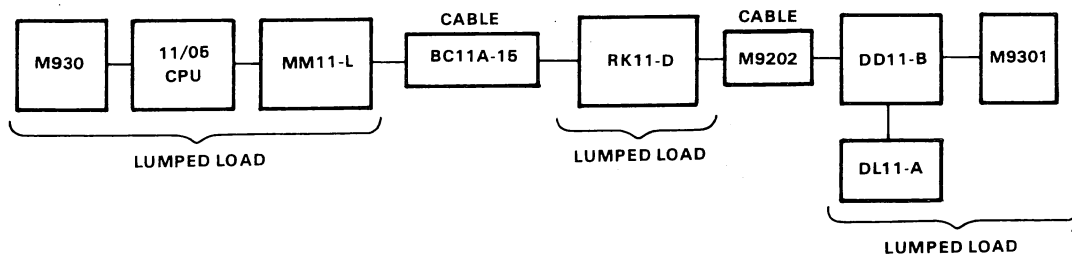 CABLE
CABLE
M930
11/05
CPU
MM11-L
BC11A-15
RK11-D
M9202
DD11-B
M9301
LUMPED LOAD
LUMPED LOAD
DL11-A
LUMPED LOAD